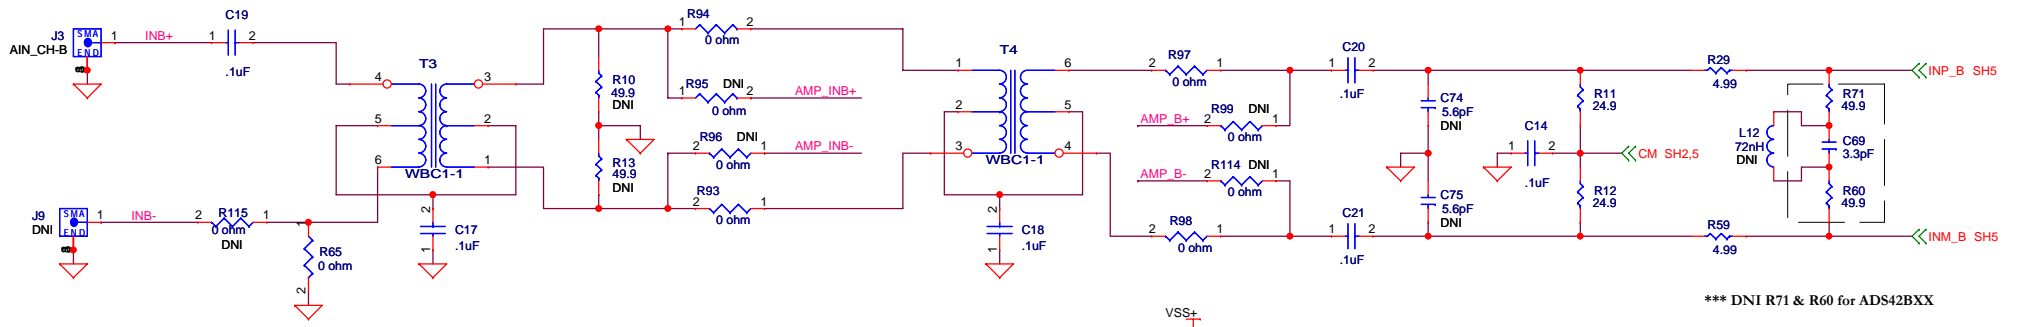 J3
AIN_CH-B
SMA
END
1
INB+
C19
1
2
.1uF
T3
4
5
6
3
2
1
WBC1-1
J9
DNI
SMA
END
1
INB-
2
R115
1
0 ohm
DNI
1
R65
0 ohm
2
2
C17
1
.1uF
R10
49.9
DNI
R13
49.9
DNI
R94
1
2
0 ohm
R95
DNI
1
2
0 ohm
AMP_INB+
R96
DNI
2
1
0 ohm
AMP_INB-
R93
2
1
0 ohm
T4
1
2
3
6
5
4
WBC1-1
2
C18
1
.1uF
R97
2
1
0 ohm
AMP_B+
R99
DNI
2
1
0 ohm
AMP_B-
R114
DNI
2
1
0 ohm
R98
2
1
0 ohm
C20
1
2
.1uF
C21
1
2
.1uF
C74
5.6pF
DNI
C75
5.6pF
DNI
C14
1
2
.1uF
R11
24.9
R12
24.9
CM SH2,5
R29
4.99
R59
4.99
L12
72nH
DNI
R71
49.9
C69
3.3pF
R60
49.9
INP_B SH5
INM_B SH5
*** DNI R71 & R60 for ADS42BXX
VSS+